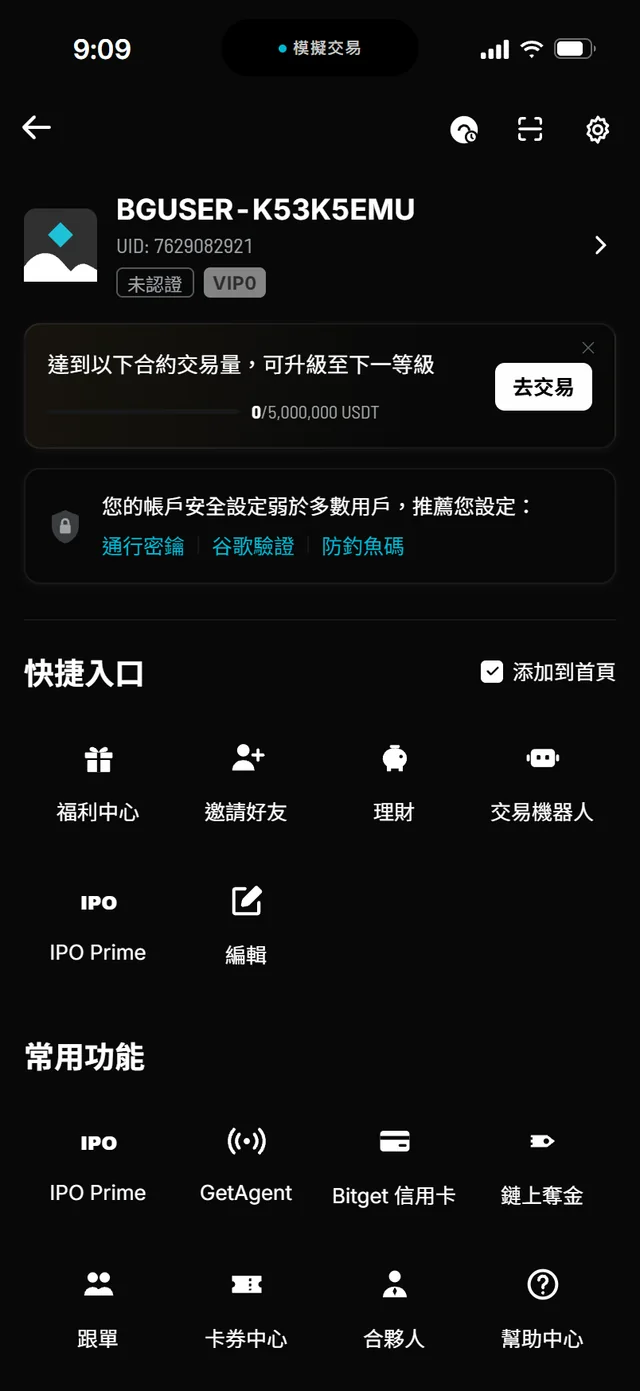 9:09
模擬交易
BGUSER-K53K5EMU
UID: 7629082921
未認證 VIP0
達到以下合約交易量，可升級至下一等級
去交易
0/5,000,000 USDT
您的帳戶安全設定弱於多數用戶，推薦您設定：
通行密鑰 谷歌驗證 防釣魚碼
快捷入口
添加到首頁
福利中心 邀請好友 理財 交易機器人
IPO
IPO Prime 編輯
常用功能
IPO
IPO Prime GetAgent Bitget 信用卡 鏈上奪金
跟單 卡券中心 合夥人 幫助中心